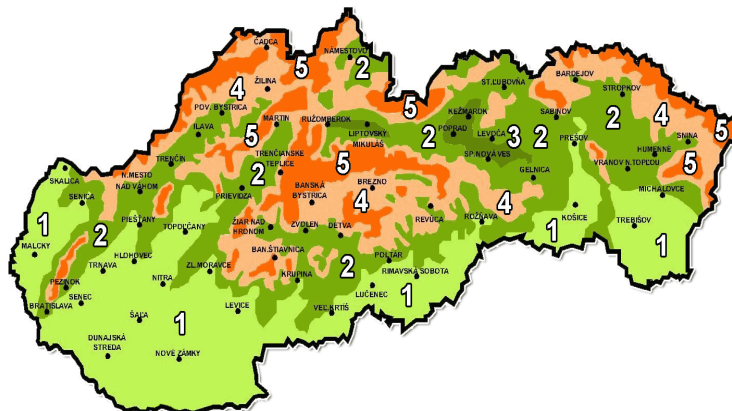 ČADCA
NÁMESTOVO
5
2
4
ŽILINA
ST.ĽUBOVŇA
BARDEJOV
STROPKOV
5
POV. BYSTRICA
MARTIN
RUŽOMBEROK
KEŽMAROK
SABINOV
4
5
ILAVA
5
LIPTOVSKÝ
MIKULÁŠ
2
POPRAD
LEVOČA
3
2
PREŠOV
2
SNINA
HUMENNÉ
TRENČIANSKE
TEPLICE
5
SP.NOVÁ VES
VRANOV N.TOPĽOU
5
SKALICA
TRENČÍN
2
GELNICA
N.MESTO
NAD VÁHOM
PRIEVIDZA
BANSKÁ
BYSTRICA
BREZNO
4
MICHALOVCE
SENICA
1
PIEŠŤANY
TOPOĽČANY
ŽIAR NAD
HRONOM
ZVOLEN
DETVA
REVÚCA
ROŽŇAVA
4
KOŠICE
TREBIŠOV
MALCKY
2
HLOHOVEC
BAN.ŠTIAVNICA
2
POLTÁR
1
1
TRNAVA
ZL.MORAVCE
KRUPINA
RIMAVSKÁ SOBOTA
PEZINOK
NITRA
LUČENEC
1
BRATISLAVA
SENEC
ŠAĽA
1
LEVICE
VEĽ.KRTÍŠ
DUNAJSKÁ
STREDA
NOVÉ ZÁMKY